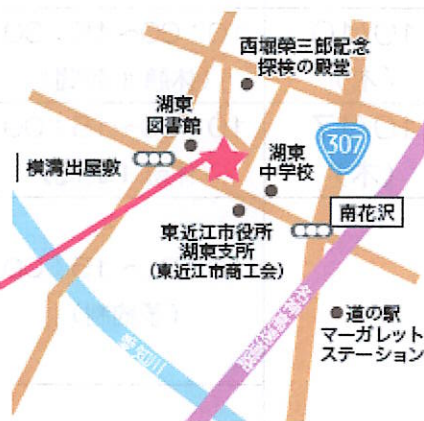 西堀榮三郎記念
探検の殿堂
湖東
図書館
湖東
中学校
307
横溝出屋敷
南花沢
東近江市役所
湖東支所
（東近江市商工会）
道の駅
マーガレット
ステーション
愛知川